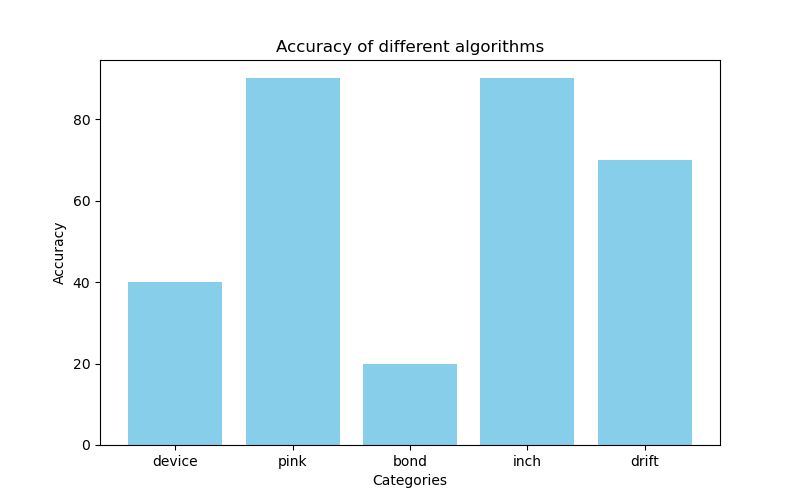 Accuracy of different algorithms
Accuracy
80
60
40
20
0
device pink bond inch drift
Categories